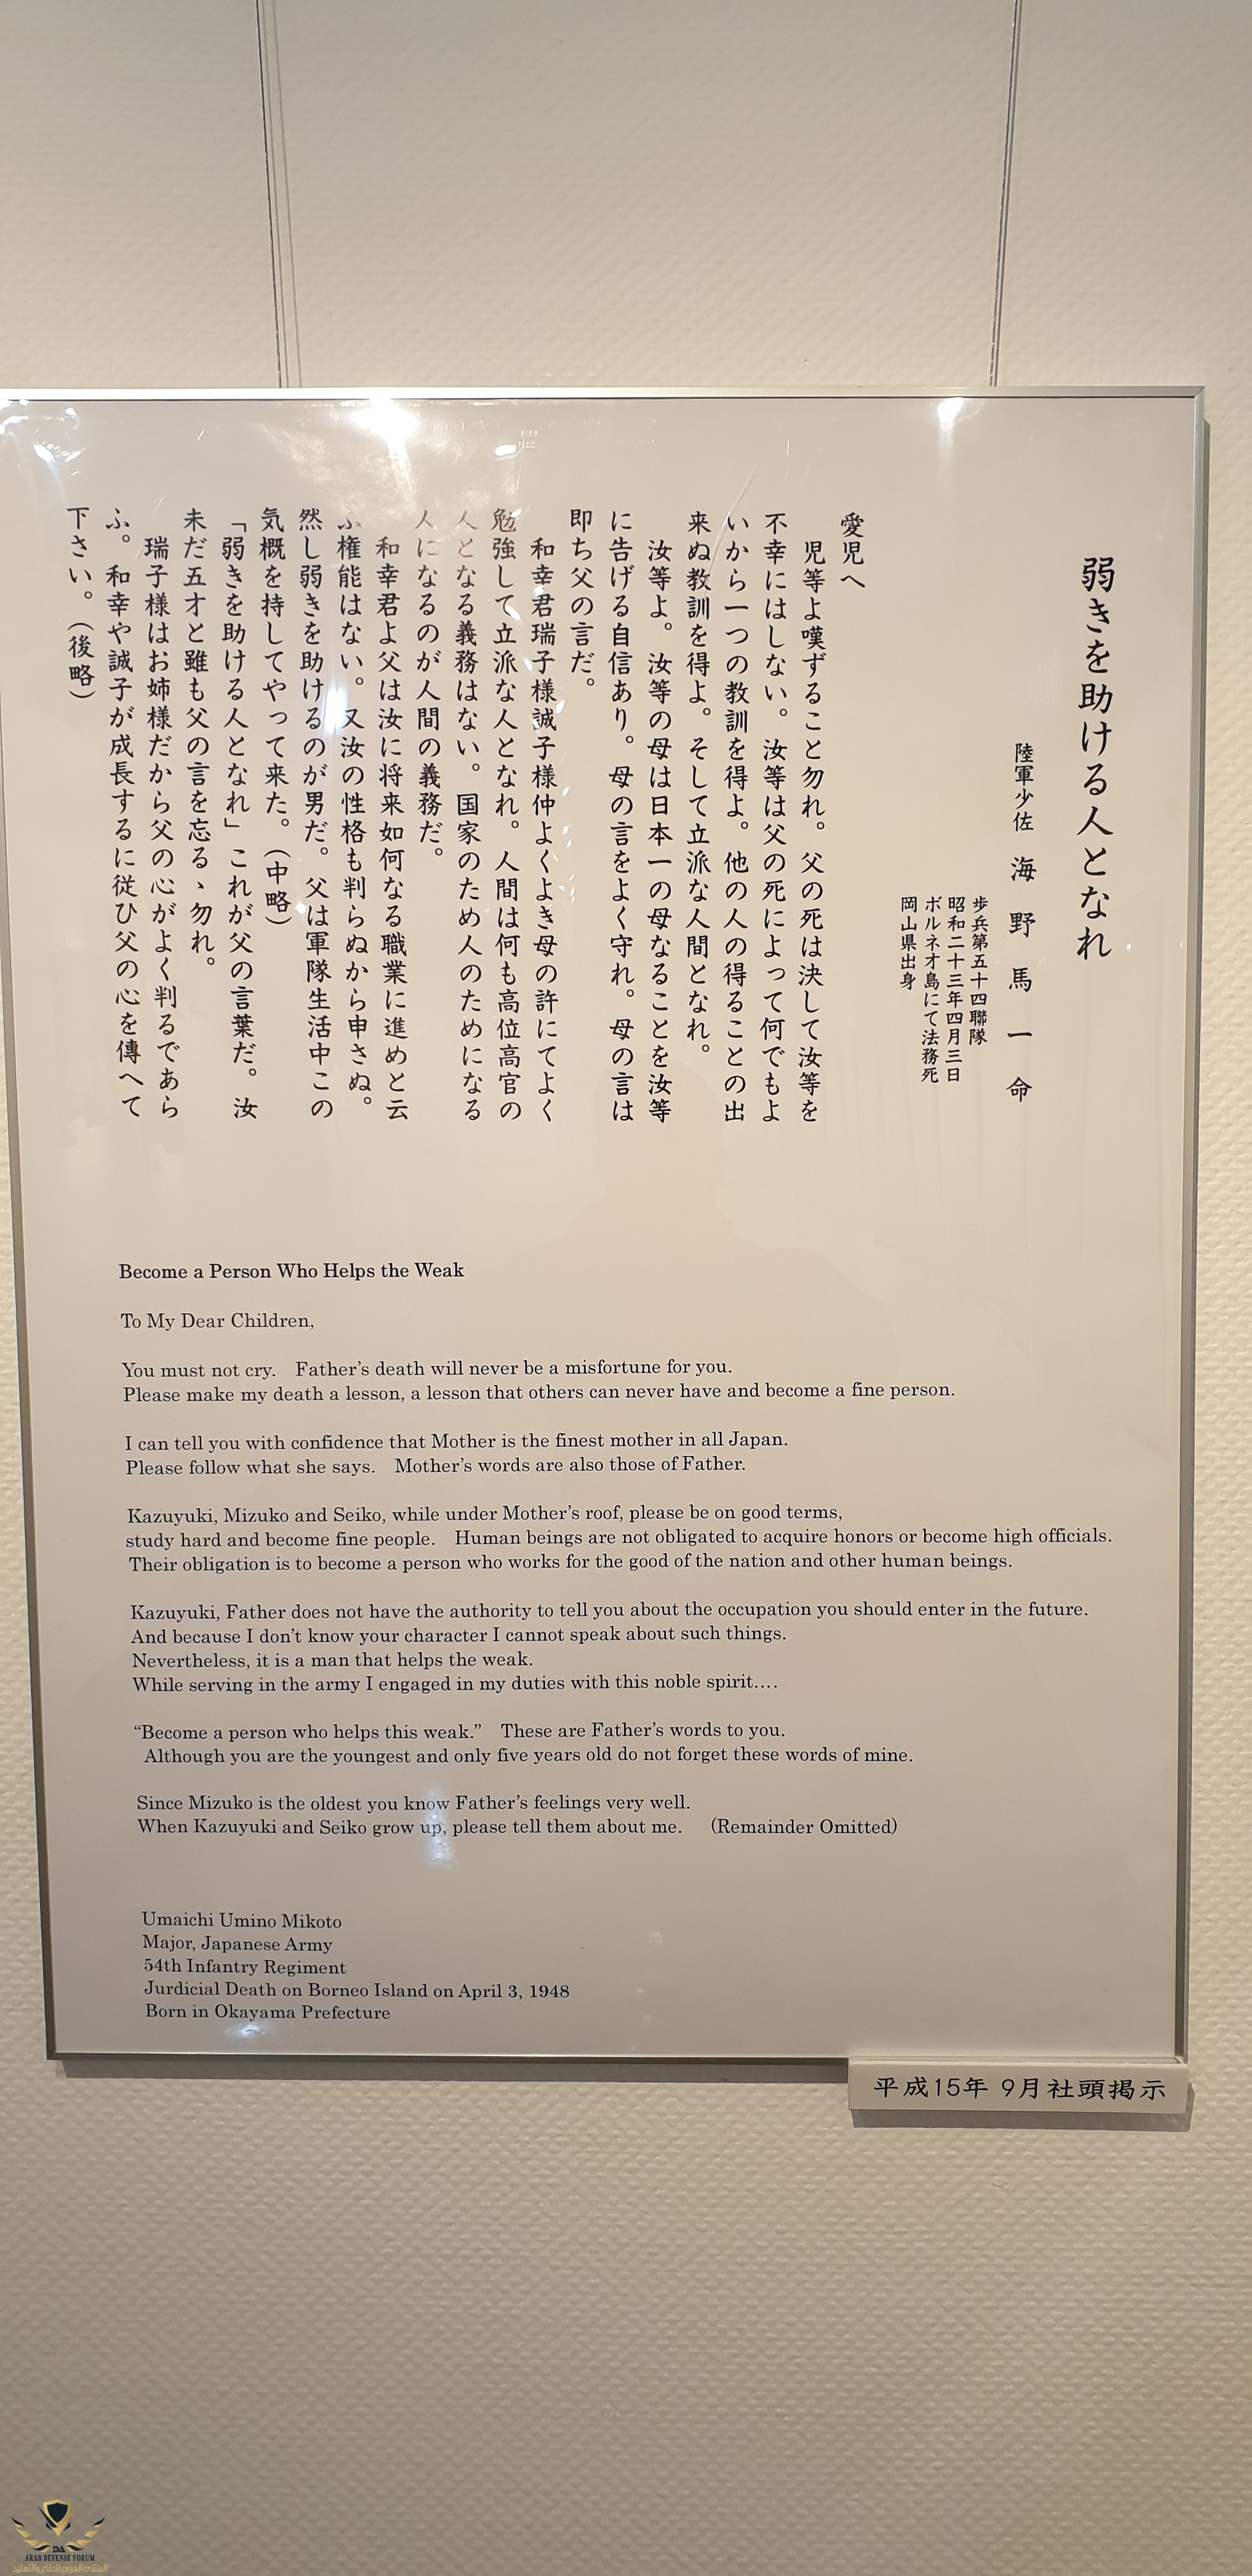 弱きを助ける人となれ
陸軍少佐 海野馬一命
歩兵第五十四聯隊
昭和二十三年四月三日
ボルネオ島にて法務死
岡山県出身
愛児へ
児等よ嘆ずること勿れ。父の死は決して汝等を
不幸にはしない。汝等は父の死によって何でもよ
いから一つの教訓を得よ。他の人の得ることの出
来ぬ教訓を得よ。そして立派な人間となれ。
汝等よ。汝等の母は日本一の母なることを汝等
に告げる自信あり。母の言をよく守れ。母の言は
即ち父の言だ。
和幸君瑞子様誠子様仲よくよき母の許にてよく
勉強して立派な人となれ。人間は何も高位高官の
人となる義務はない。国家のため人のためになる
人になるのが人間の義務だ。
和幸君よ父は汝に将来如何なる職業に進めと云
ふ権能はない。又汝の性格も判らぬから申さぬ。
然し弱きを助けるのが男だ。父は軍隊生活中この
気概を持してやって来た。（中略）
「弱きを助ける人となれ」これが父の言葉だ。汝
未だ五才と雖も父の言を忘るゝ勿れ。
瑞子様はお姉様だから父の心がよく判るであら
ふ。和幸や誠子が成長するに従ひ父の心を傳へて
下さい。（後略）
Become a Person Who Helps the Weak
To My Dear Children,
You must not cry. Father's death will never be a misfortune for you.
Please make my death a lesson, a lesson that others can never have and become a fine person.
I can tell you with confidence that Mother is the finest mother in all Japan.
Please follow what she says. Mother's words are also those of Father.
Kazuyuki, Mizuko and Seiko, while under Mother's roof, please be on good terms,
study hard and become fine people. Human beings are not obligated to acquire honors or become high officials.
Their obligation is to become a person who works for the good of the nation and other human beings.
Kazuyuki, Father does not have the authority to tell you about the occupation you should enter in the future.
And because I don't know your character I cannot speak about such things.
Nevertheless, it is a man that helps the weak.
While serving in the army I engaged in my duties with this noble spirit....
“Become a person who helps this weak.” These are Father's words to you.
Although you are the youngest and only five years old do not forget these words of mine.
Since Mizuko is the oldest you know Father's feelings very well.
When Kazuyuki and Seiko grow up, please tell them about me. (Remainder Omitted)
Umaichi Umino Mikoto
Major, Japanese Army
54th Infantry Regiment
Jurdicial Death on Borneo Island on April 3, 1948
Born in Okayama Prefecture
平成15年 9月社頭掲示
DA
ARAB DEFENSE FORUM
المنتدى العربي للدفاع والتسليح